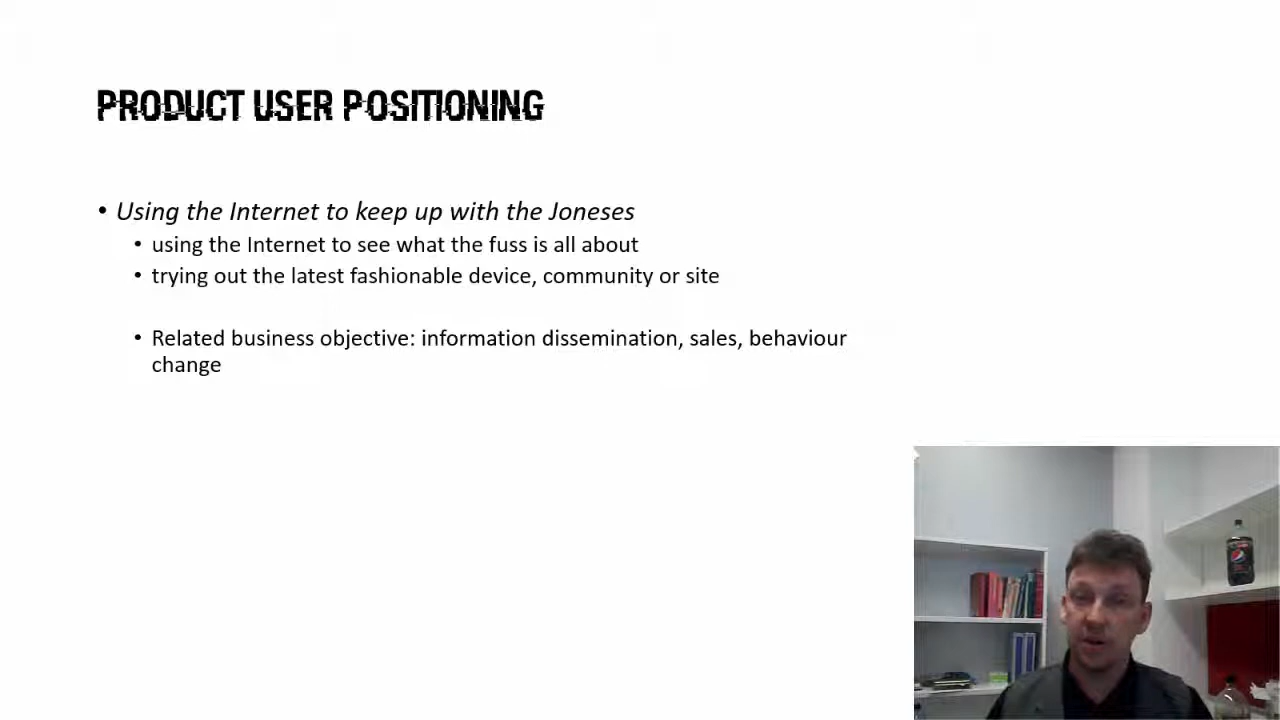 PRODUCT USER POSITIONING
• Using the Internet to keep up with the Joneses
• using the Internet to see what the fuss is all about
• trying out the latest fashionable device, community or site
• Related business objective: information dissemination, sales, behaviour
change